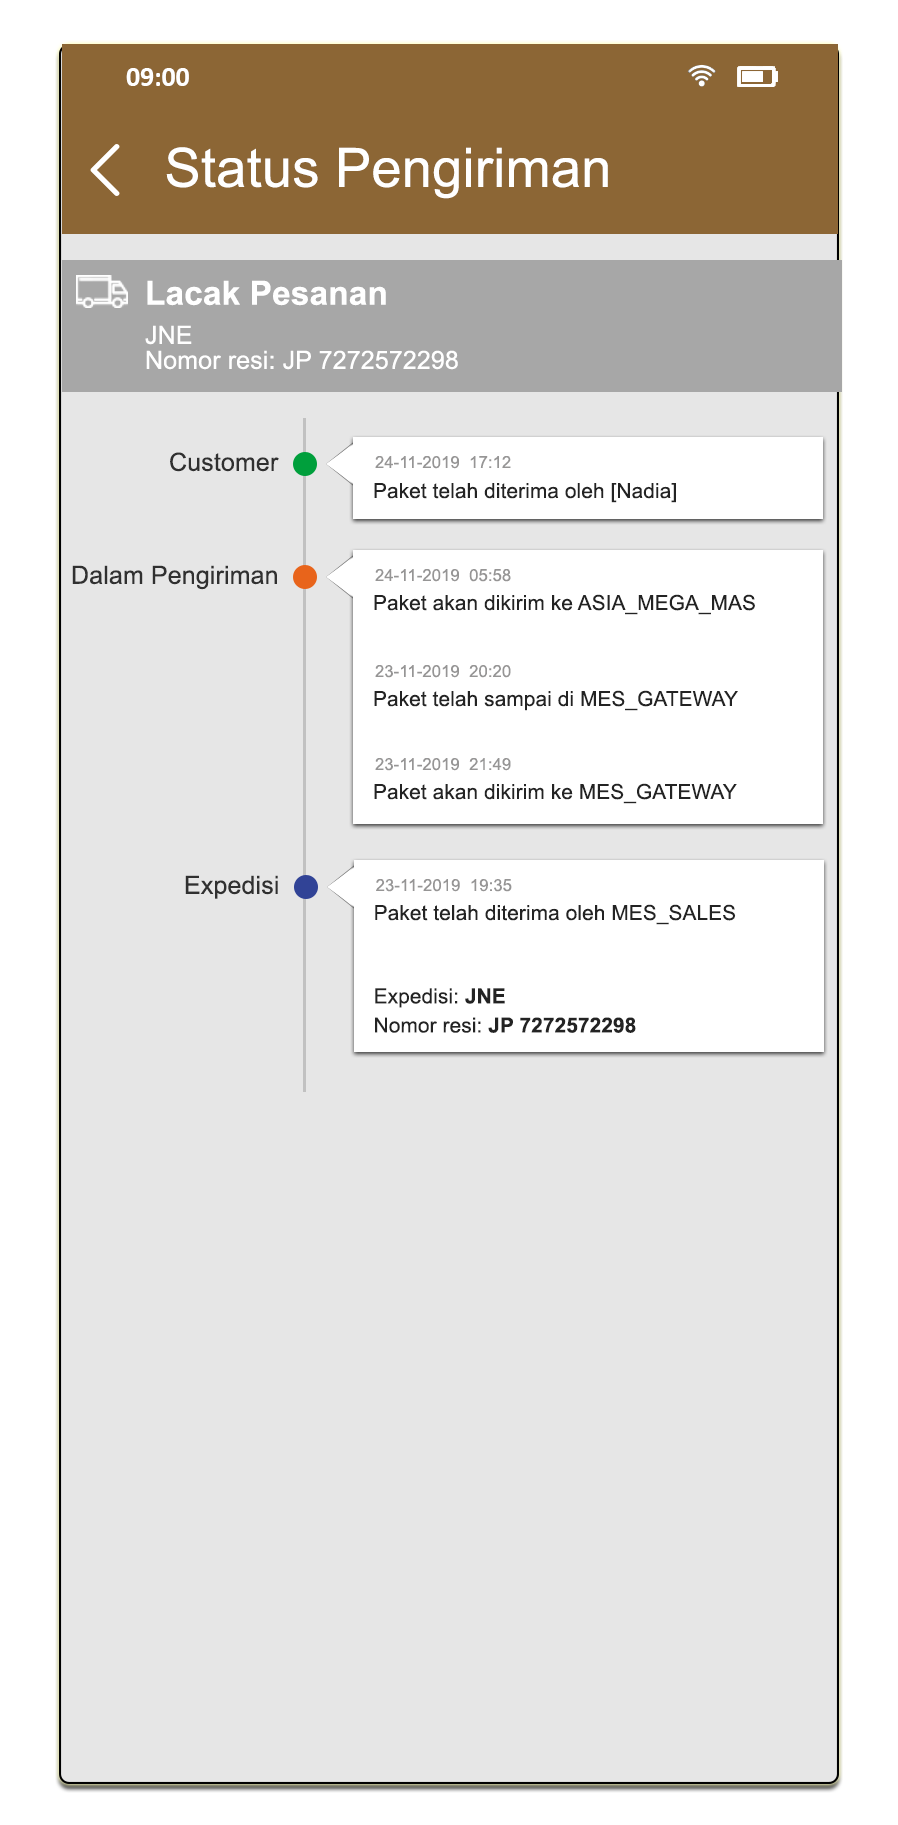 09:00
Status Pengiriman
Lacak Pesanan
JNE
Nomor resi: JP 7272572298
Customer
24-11-2019 17:12
Paket telah diterima oleh [Nadia]
Dalam Pengiriman
24-11-2019 05:58
Paket akan dikirim ke ASIA_MEGA_MAS
23-11-2019 20:20
Paket telah sampai di MES_GATEWAY
23-11-2019 21:49
Paket akan dikirim ke MES_GATEWAY
Expedisi
23-11-2019 19:35
Paket telah diterima oleh MES_SALES
Expedisi: JNE
Nomor resi: JP 7272572298